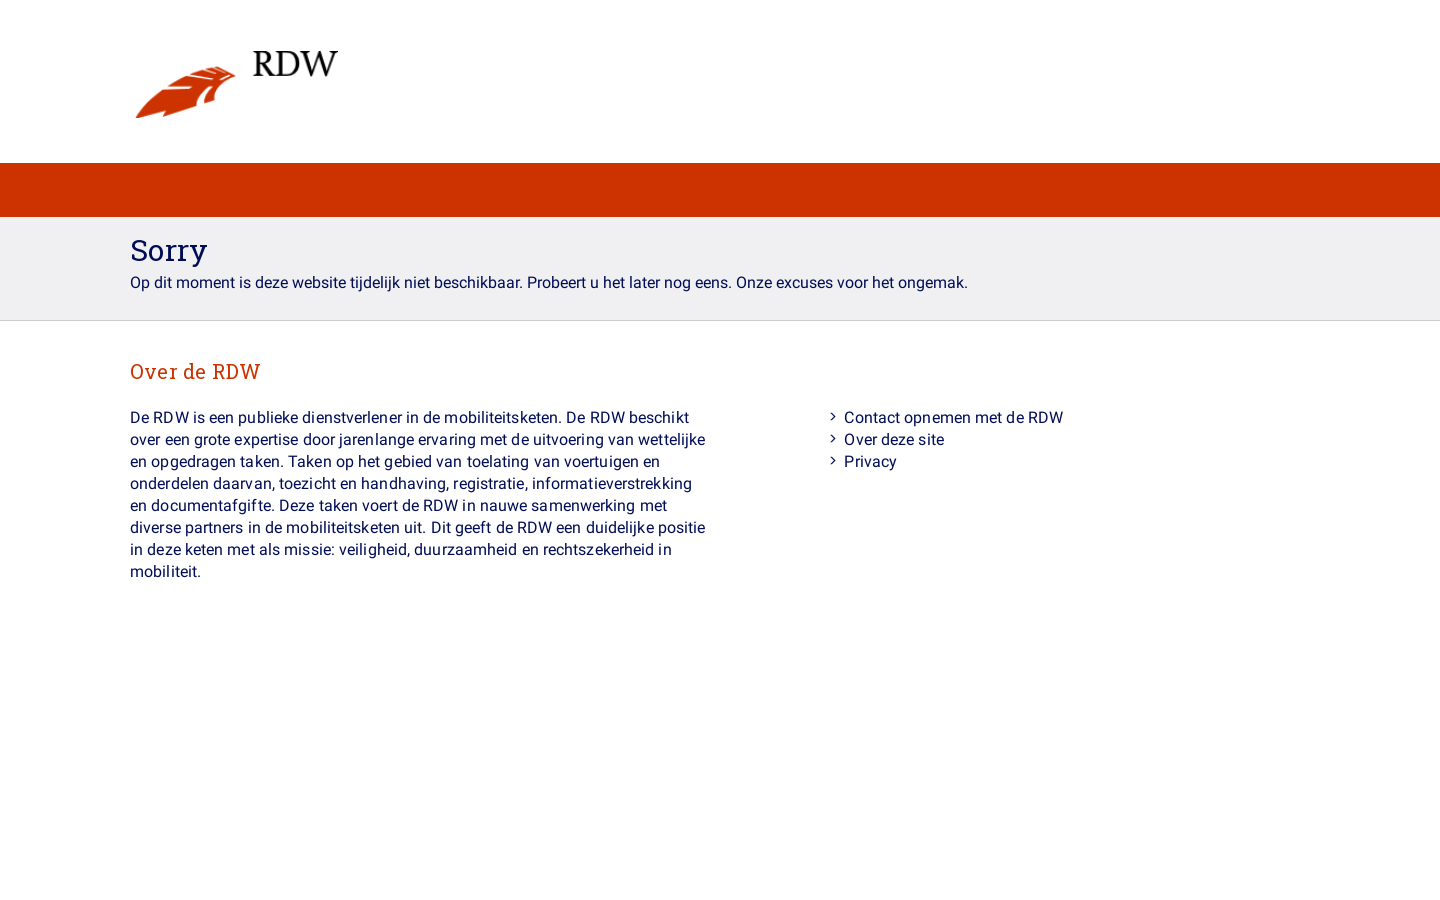 RDW
Sorry
Op dit moment is deze website tijdelijk niet beschikbaar. Probeert u het later nog eens. Onze excuses voor het ongemak.
Over de RDW
De RDW is een publieke dienstverlener in de mobiliteitsketen. De RDW beschikt
over een grote expertise door jarenlange ervaring met de uitvoering van wettelijke
en opgedragen taken. Taken op het gebied van toelating van voertuigen en
onderdelen daarvan, toezicht en handhaving, registratie, informatieverstrekking
en documentafgifte. Deze taken voert de RDW in nauwe samenwerking met
diverse partners in de mobiliteitsketen uit. Dit geeft de RDW een duidelijke positie
in deze keten met als missie: veiligheid, duurzaamheid en rechtszekerheid in
mobiliteit.
Contact opnemen met de RDW
Over deze site
Privacy